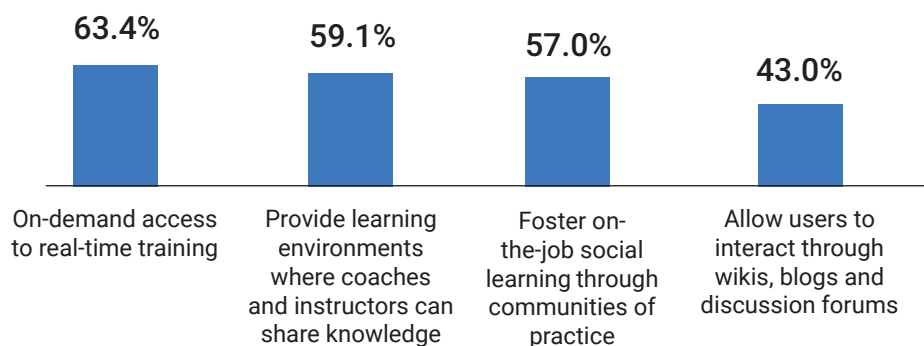 63.4%
59.1%
57.0%
43.0%
On-demand access
to real-time training
Provide learning
environments
where coaches
and instructors can
share knowledge
Foster on-
the-job social
learning through
communities of
practice
Allow users to
interact through
wikis, blogs and
discussion forums